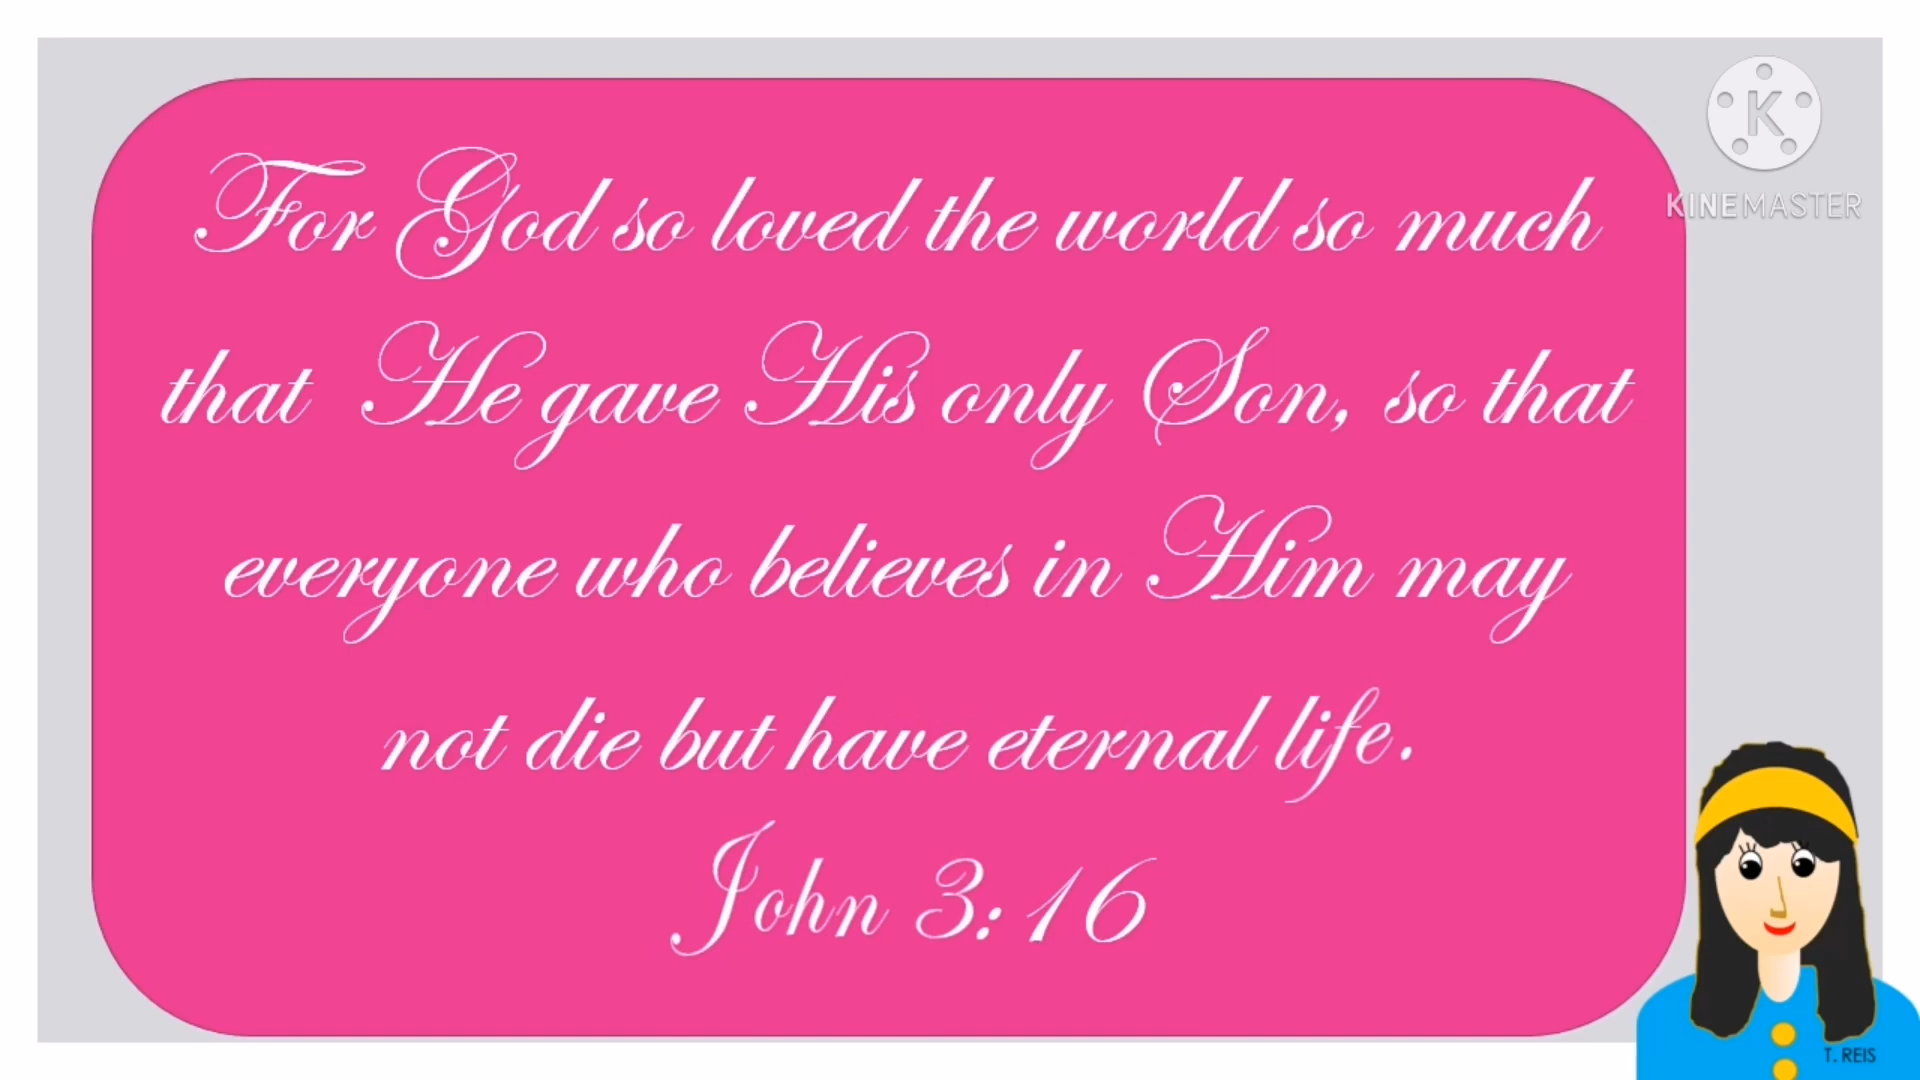 For God so loved the world so much
that He gave His only Son, so that
everyone who believes in Him may
not die but have eternal life.
John 3:16
K
KINEMASTER
T. REIS